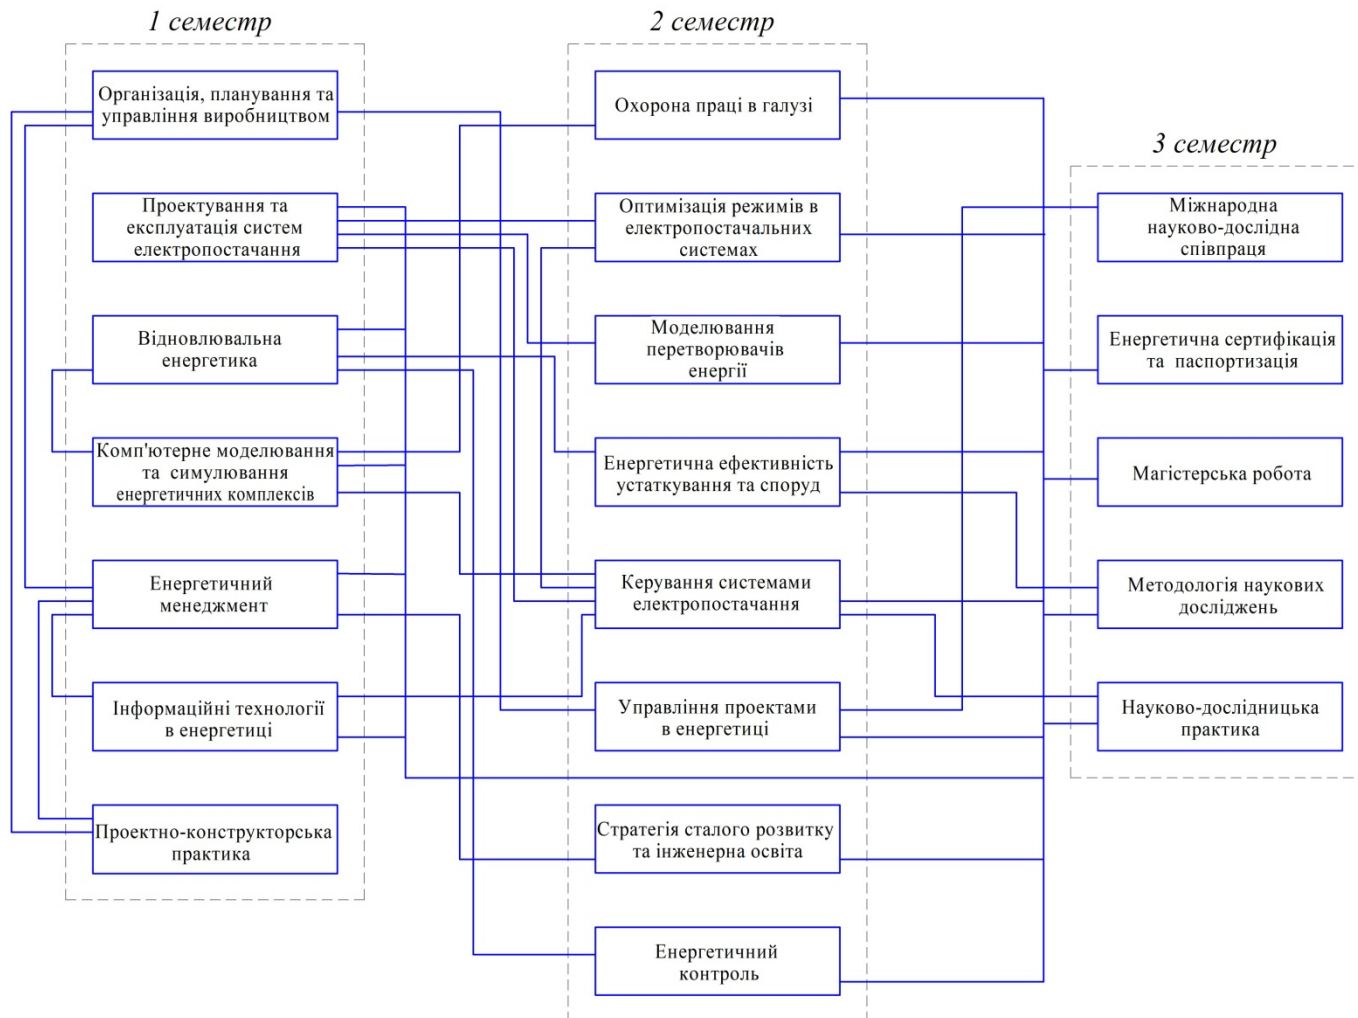 1 семестр
Організація, планування та
управління виробництвом
Проектування та
експлуатація систем
електропостачання
Відновлювальна
енергетика
Комп'ютерне моделювання
та симулювання
енергетичних комплексів
Енергетичний
менеджмент
Інформаційні технології
в енергетиці
Проектно-конструкторська
практика
2 семестр
Охорона праці в галузі
Оптимізація режимів в
електропостачальних
системах
Моделювання
перетворювачів
енергії
Енергетична ефективність
устаткування та споруд
Керування системами
електропостачання
Управління проектами
в енергетиці
Стратегія сталого розвитку
та інженерна освіта
Енергетичний
контроль
3 семестр
Міжнародна
науково-дослідна
співпраця
Енергетична сертифікація
та паспортизація
Магістерська робота
Методологія наукових
досліджень
Науково-дослідницька
практика